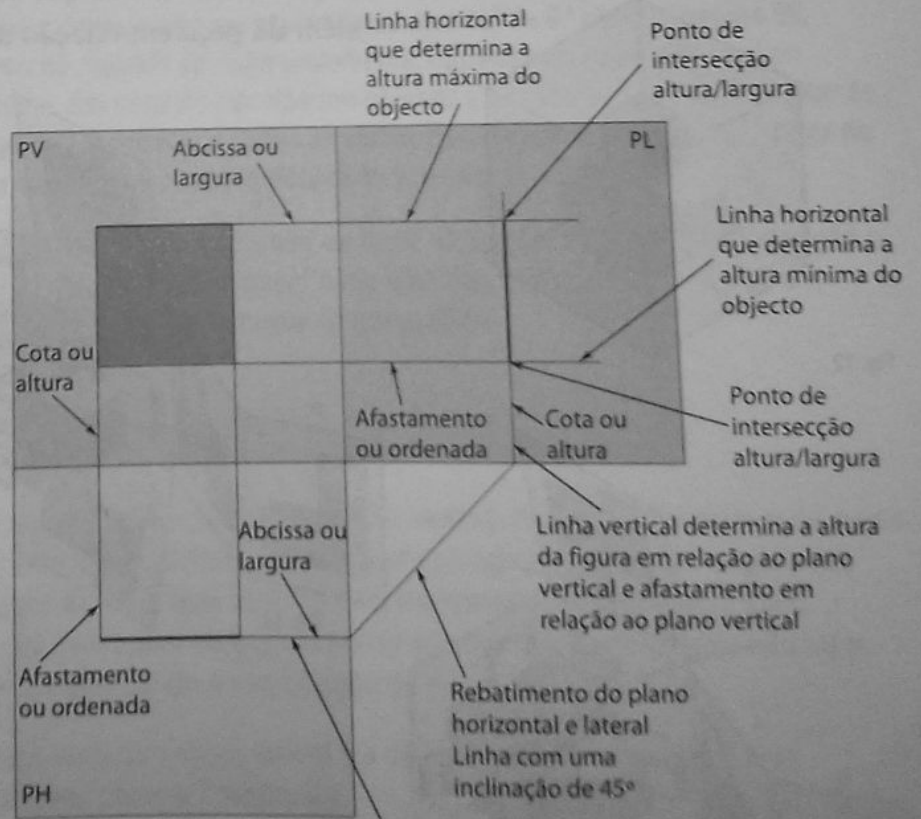 Linha horizontal
que determina a
altura máxima do
objecto
Ponto de
intersecção
altura/largura
PV
Abcissa ou
largura
PL
Linha horizontal
que determina a
altura mínima do
objecto
Cota ou
altura
Afastamento
ou ordenada
Cota ou
altura
Ponto de
intersecção
altura/largura
Abcissa ou
largura
Linha vertical determina a altura
da figura em relação ao plano
vertical e afastamento em
relação ao plano vertical
Afastamento
ou ordenada
Rebatimento do plano
horizontal e lateral
Linha com uma
inclinação de 45º
PH